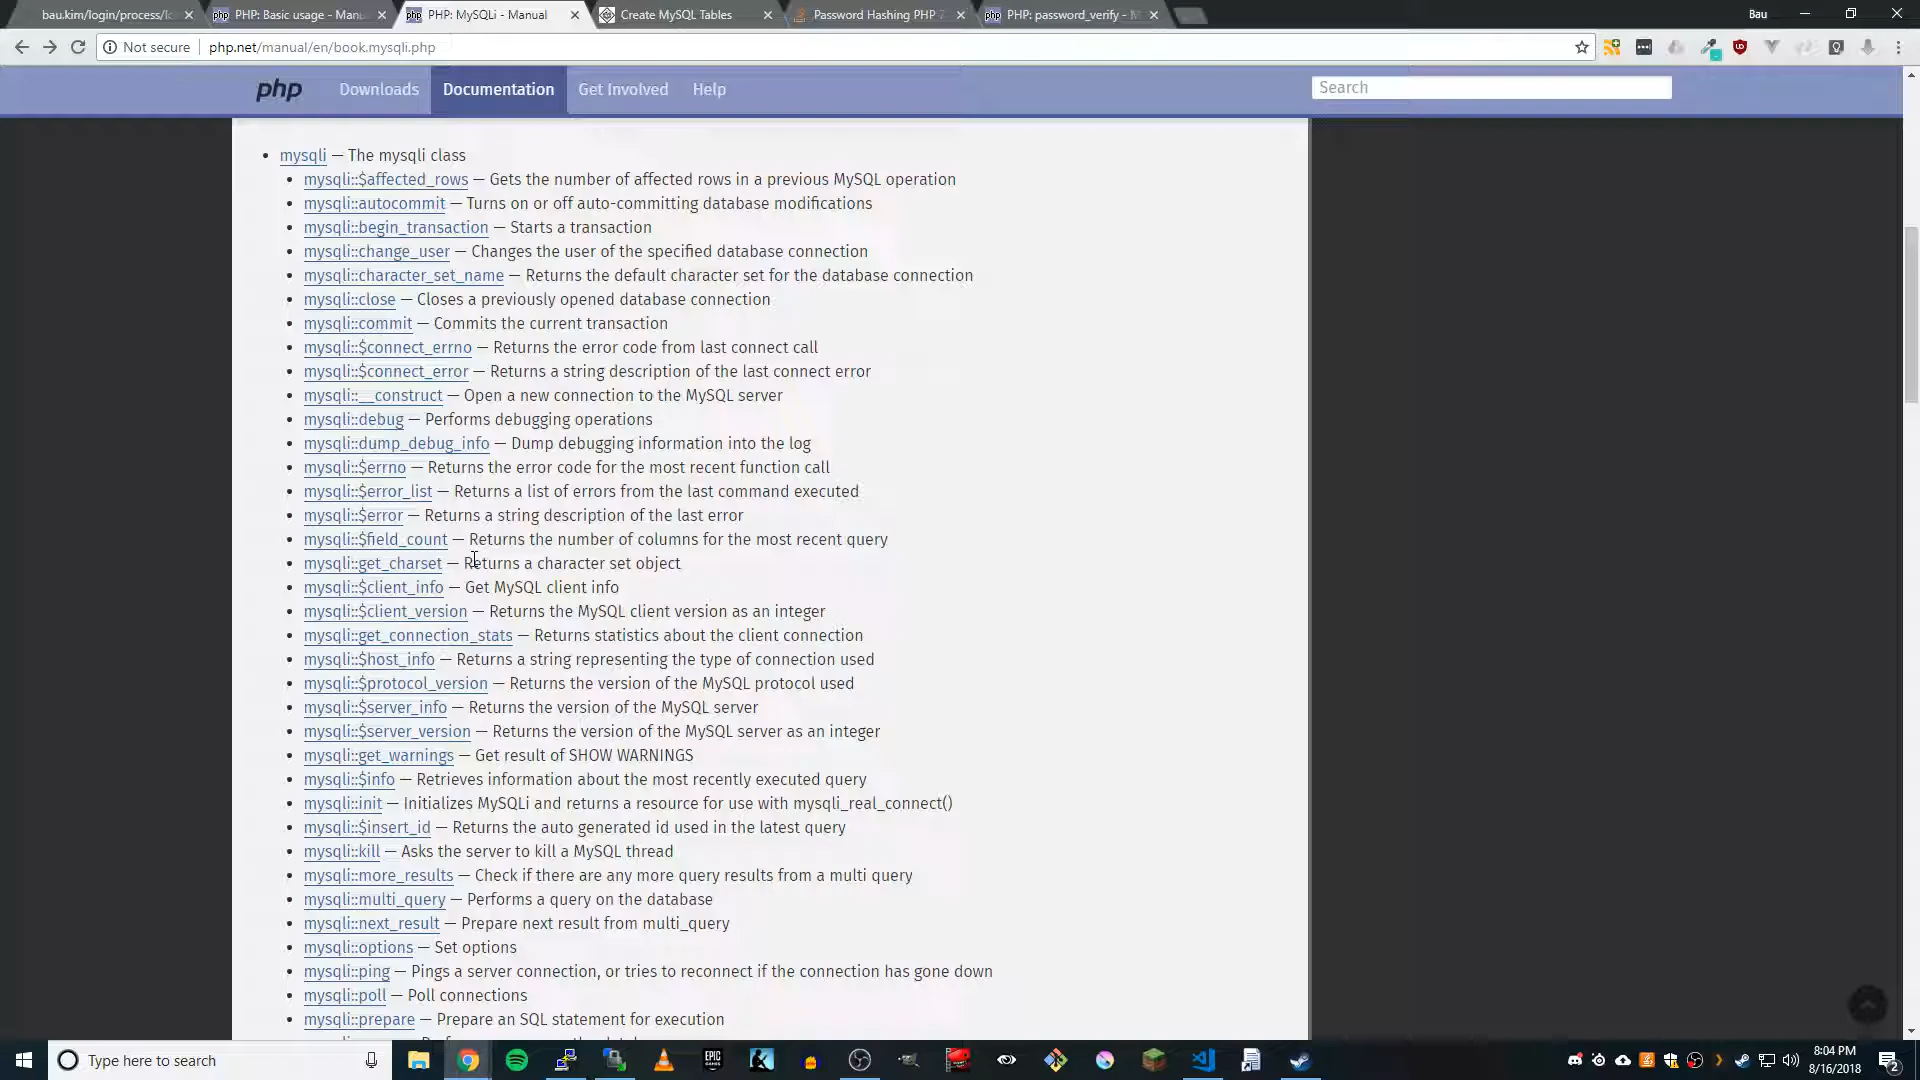 bau.kim/login/process/l
PHP: Basic usage - Manu
PHP: MySQLi - Manual
Create MySQL Tables
Password Hashing PHP 7
PHP: password_verify - M
Bau
Not secure
php.net/manual/en/book.mysqli.php
php
Downloads
Documentation
Get Involved
Help
Search
mysqli — The mysqli class
mysqli::$affected_rows — Gets the number of affected rows in a previous MySQL operation
mysqli::autocommit — Turns on or off auto-committing database modifications
mysqli::begin_transaction — Starts a transaction
mysqli::change_user — Changes the user of the specified database connection
mysqli::character_set_name — Returns the default character set for the database connection
mysqli::close — Closes a previously opened database connection
mysqli::commit — Commits the current transaction
mysqli::$connect_errno — Returns the error code from last connect call
mysqli::$connect_error — Returns a string description of the last connect error
mysqli::__construct — Open a new connection to the MySQL server
mysqli::debug — Performs debugging operations
mysqli::dump_debug_info — Dump debugging information into the log
mysqli::$errno — Returns the error code for the most recent function call
mysqli::$error_list — Returns a list of errors from the last command executed
mysqli::$error — Returns a string description of the last error
mysqli::$field_count — Returns the number of columns for the most recent query
mysqli::get_charset — Returns a character set object
mysqli::$client_info — Get MySQL client info
mysqli::$client_version — Returns the MySQL client version as an integer
mysqli::get_connection_stats — Returns statistics about the client connection
mysqli::$host_info — Returns a string representing the type of connection used
mysqli::$protocol_version — Returns the version of the MySQL protocol used
mysqli::$server_info — Returns the version of the MySQL server
mysqli::$server_version — Returns the version of the MySQL server as an integer
mysqli::get_warnings — Get result of SHOW WARNINGS
mysqli::$info — Retrieves information about the most recently executed query
mysqli::init — Initializes MySQLi and returns a resource for use with mysqli_real_connect()
mysqli::$insert_id — Returns the auto generated id used in the latest query
mysqli::kill — Asks the server to kill a MySQL thread
mysqli::more_results — Check if there are any more query results from a multi query
mysqli::multi_query — Performs a query on the database
mysqli::next_result — Prepare next result from multi_query
mysqli::options — Set options
mysqli::ping — Pings a server connection, or tries to reconnect if the connection has gone down
mysqli::poll — Poll connections
mysqli::prepare — Prepare an SQL statement for execution
Type here to search
EPIC
8:04 PM
8/16/2018
2